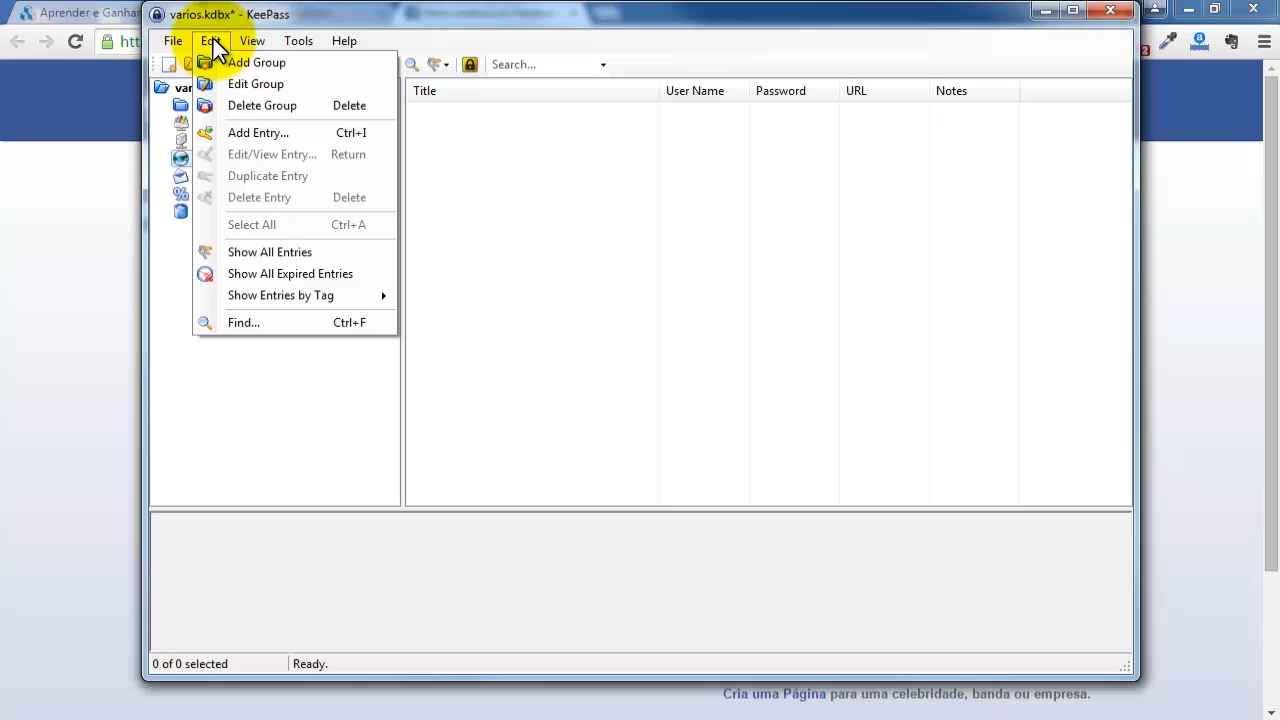 Aprender e Ganhar
varios.kdbx* - KeePass
File Edit View Tools Help
Add Group
Edit Group
Delete Group Delete
Add Entry... Ctrl+I
Edit/View Entry... Return
Duplicate Entry
Delete Entry Delete
Select All Ctrl+A
Show All Entries
Show All Expired Entries
Show Entries by Tag
Find... Ctrl+F
Search...
Title User Name Password URL Notes
0 of 0 selected Ready.
Cria uma Página para uma celebridade, banda ou empresa.